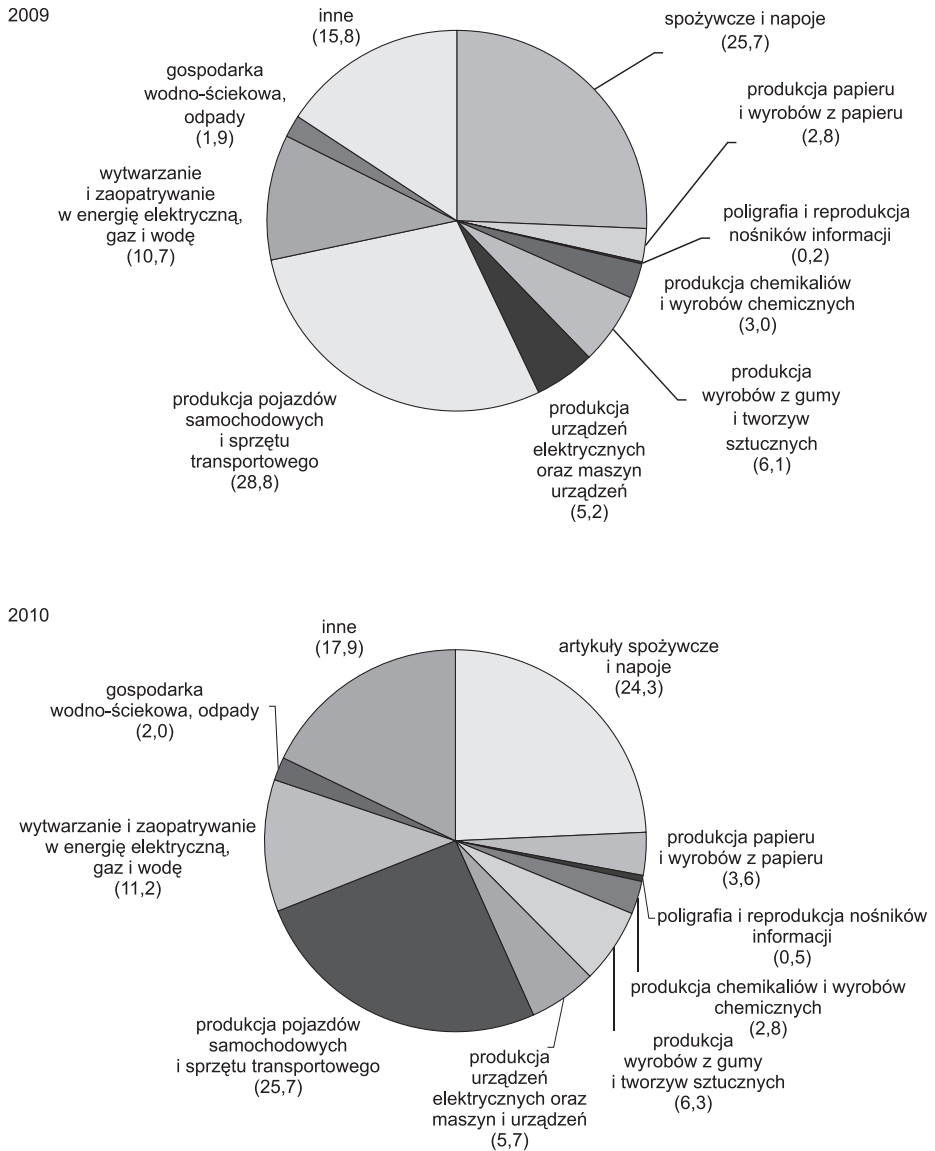 2009
inne
(15,8)
spożywcze i napoje
(25,7)
gospodarka
wodno-ściekowa,
odpady
(1,9)
produkcja papieru
i wyrobów z papieru
(2,8)
wytwarzanie
i zaopatrywanie
w energię elektryczną,
gaz i wodę
(10,7)
poligrafia i reprodukcja
nośników informacji
(0,2)
produkcja chemikaliów
i wyrobów chemicznych
(3,0)
produkcja
wyrobów z gumy
i tworzyw
sztucznych
(6,1)
produkcja pojazdów
samochodowych
i sprzętu
transportowego
(28,8)
produkcja
urządzeń
elektrycznych
oraz maszyn
urządzeń
(5,2)
2010
inne
(17,9)
artykuły spożywcze
i napoje
(24,3)
gospodarka
wodno-ściekowa, odpady
(2,0)
wytwarzanie i zaopatrywanie
w energię elektryczną,
gaz i wodę
(11,2)
produkcja papieru
i wyrobów z papieru
(3,6)
poligrafia i reprodukcja nośników
informacji
(0,5)
produkcja chemikaliów i wyrobów
chemicznych
(2,8)
produkcja
wyrobów z gumy
i tworzyw sztucznych
(6,3)
produkcja pojazdów
samochodowych
i sprzętu transportowego
(25,7)
produkcja
urządzeń
elektrycznych oraz
maszyn i urządzeń
(5,7)